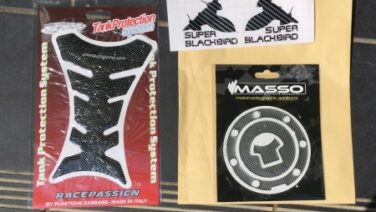 Tank Protection
System
Tank Protection System
Tank Protection System
RACEPASSION
BY PLASTICHE CASSANO - MADE IN ITALY
SUPER
BLACKBIRD
SUPER
BLACKBIRD
MASSO